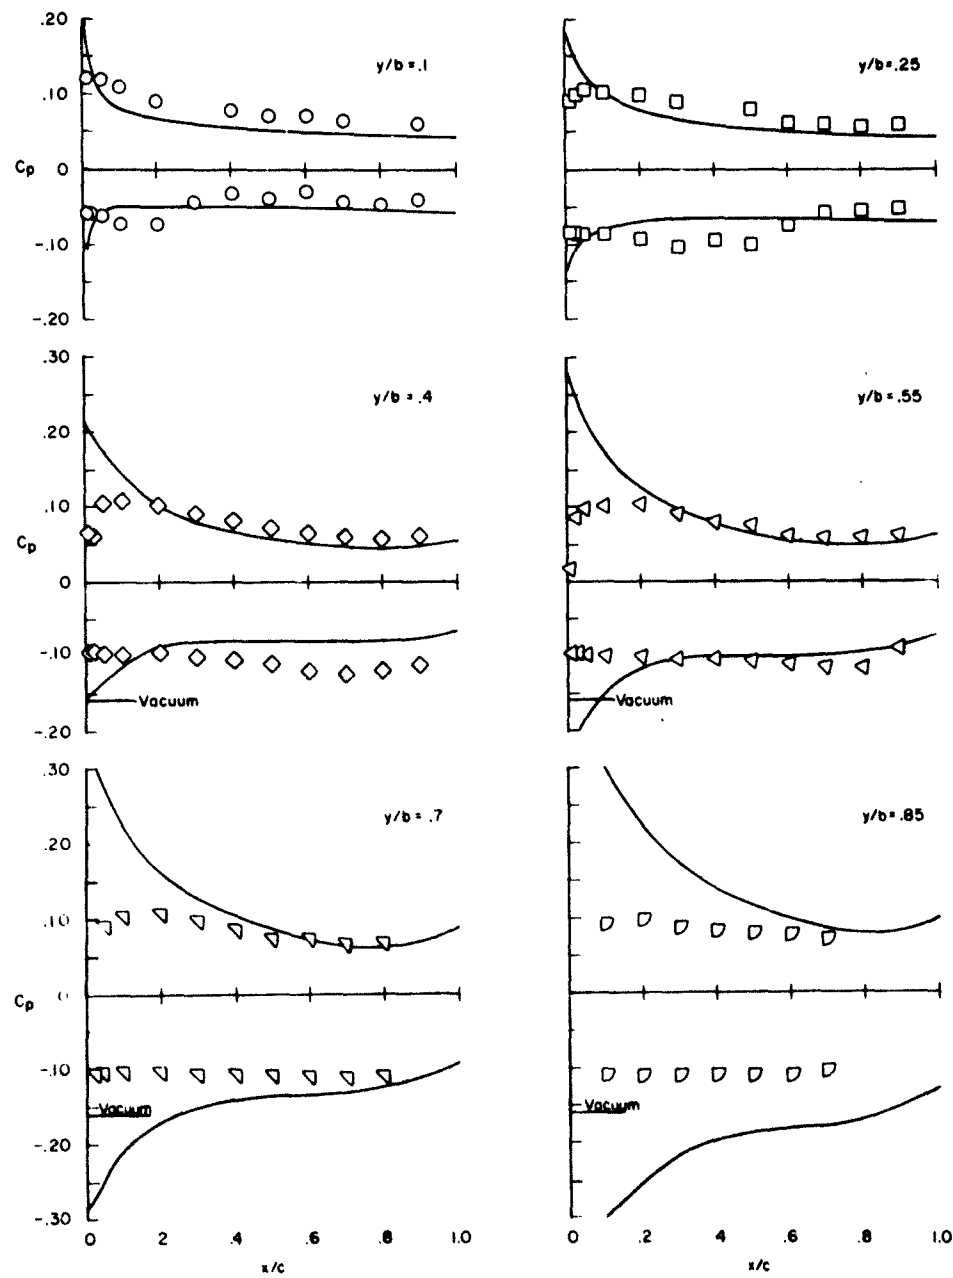 .20
.10
Cp 0
-.10
-.20
y/b = .1
y/b = .25
.30
.20
.10
Cp
0
-.10
-.20
y/b = .4
Vacuum
y/b = .55
Vacuum
.30
.20
.10
Cp
-.10
-.20
-.30
y/b = .7
Vacuum
y/b = .85
Vacuum
0 .2 .4 .6 .8 1.0
x/c
0 .2 .4 .6 .8 1.0
x/c